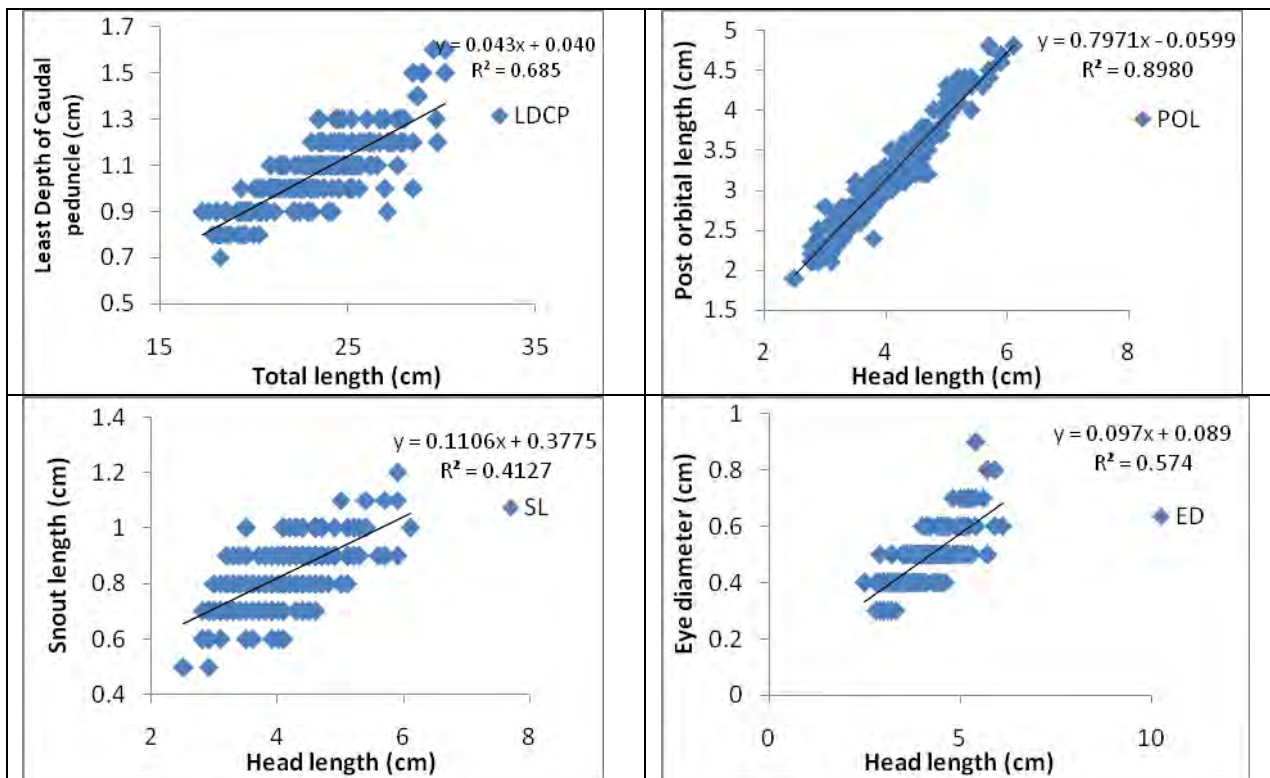 1.7
1.5
1.3
1.1
0.9
0.7
0.5
15
25
35
Least Depth of Caudal
peduncle (cm)
Total length (cm)
y = 0.043x + 0.040
R² = 0.685
LDCP
5
4.5
4
3.5
3
2.5
2
1.5
2
4
6
8
Post orbital length (cm)
Head length (cm)
y = 0.7971x - 0.0599
R² = 0.8980
POL
1.4
1.2
1
0.8
0.6
0.4
2
4
6
8
Snout length (cm)
Head length (cm)
y = 0.1106x + 0.3775
R² = 0.4127
SL
1
0.8
0.6
0.4
0.2
0
0
5
10
Eye diameter (cm)
Head length (cm)
y = 0.097x + 0.089
R² = 0.574
ED